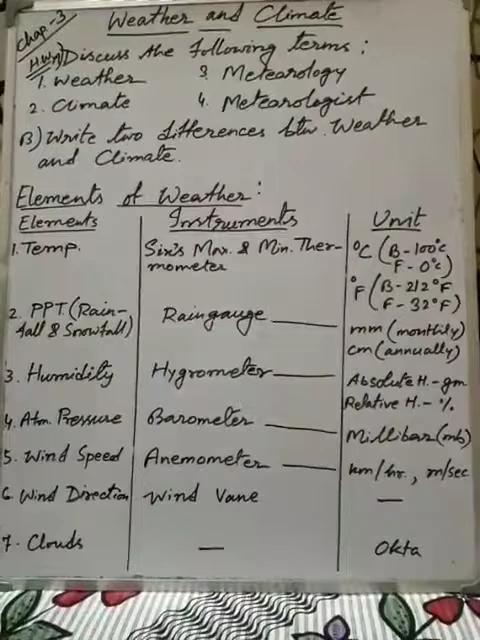 Chap-3
Weather and Climate
H.W A) Discuss the following terms:
1. Weather 3. Meteorology
2. Climate 4. Meteorologist
B) Write two differences btw. Weather
and Climate.
Elements of Weather:
Elements Instruments Unit
1. Temp. Six's Max. & Min. Ther- °C (B-100°c
mometer F-0°c)
°F (B-212°F
F-32°F)
2. PPT. (Rain- Raingauge mm (monthly)
fall & Snowfall) cm (annually)
3. Humidity Hygrometer Absolute H.- gm
Relative H.- %
4. Atm. Pressure Barometer Millibar (mb)
5. Wind Speed Anemometer km/hr., m/sec
6. Wind Direction Wind Vane —
7. Clouds — Okta